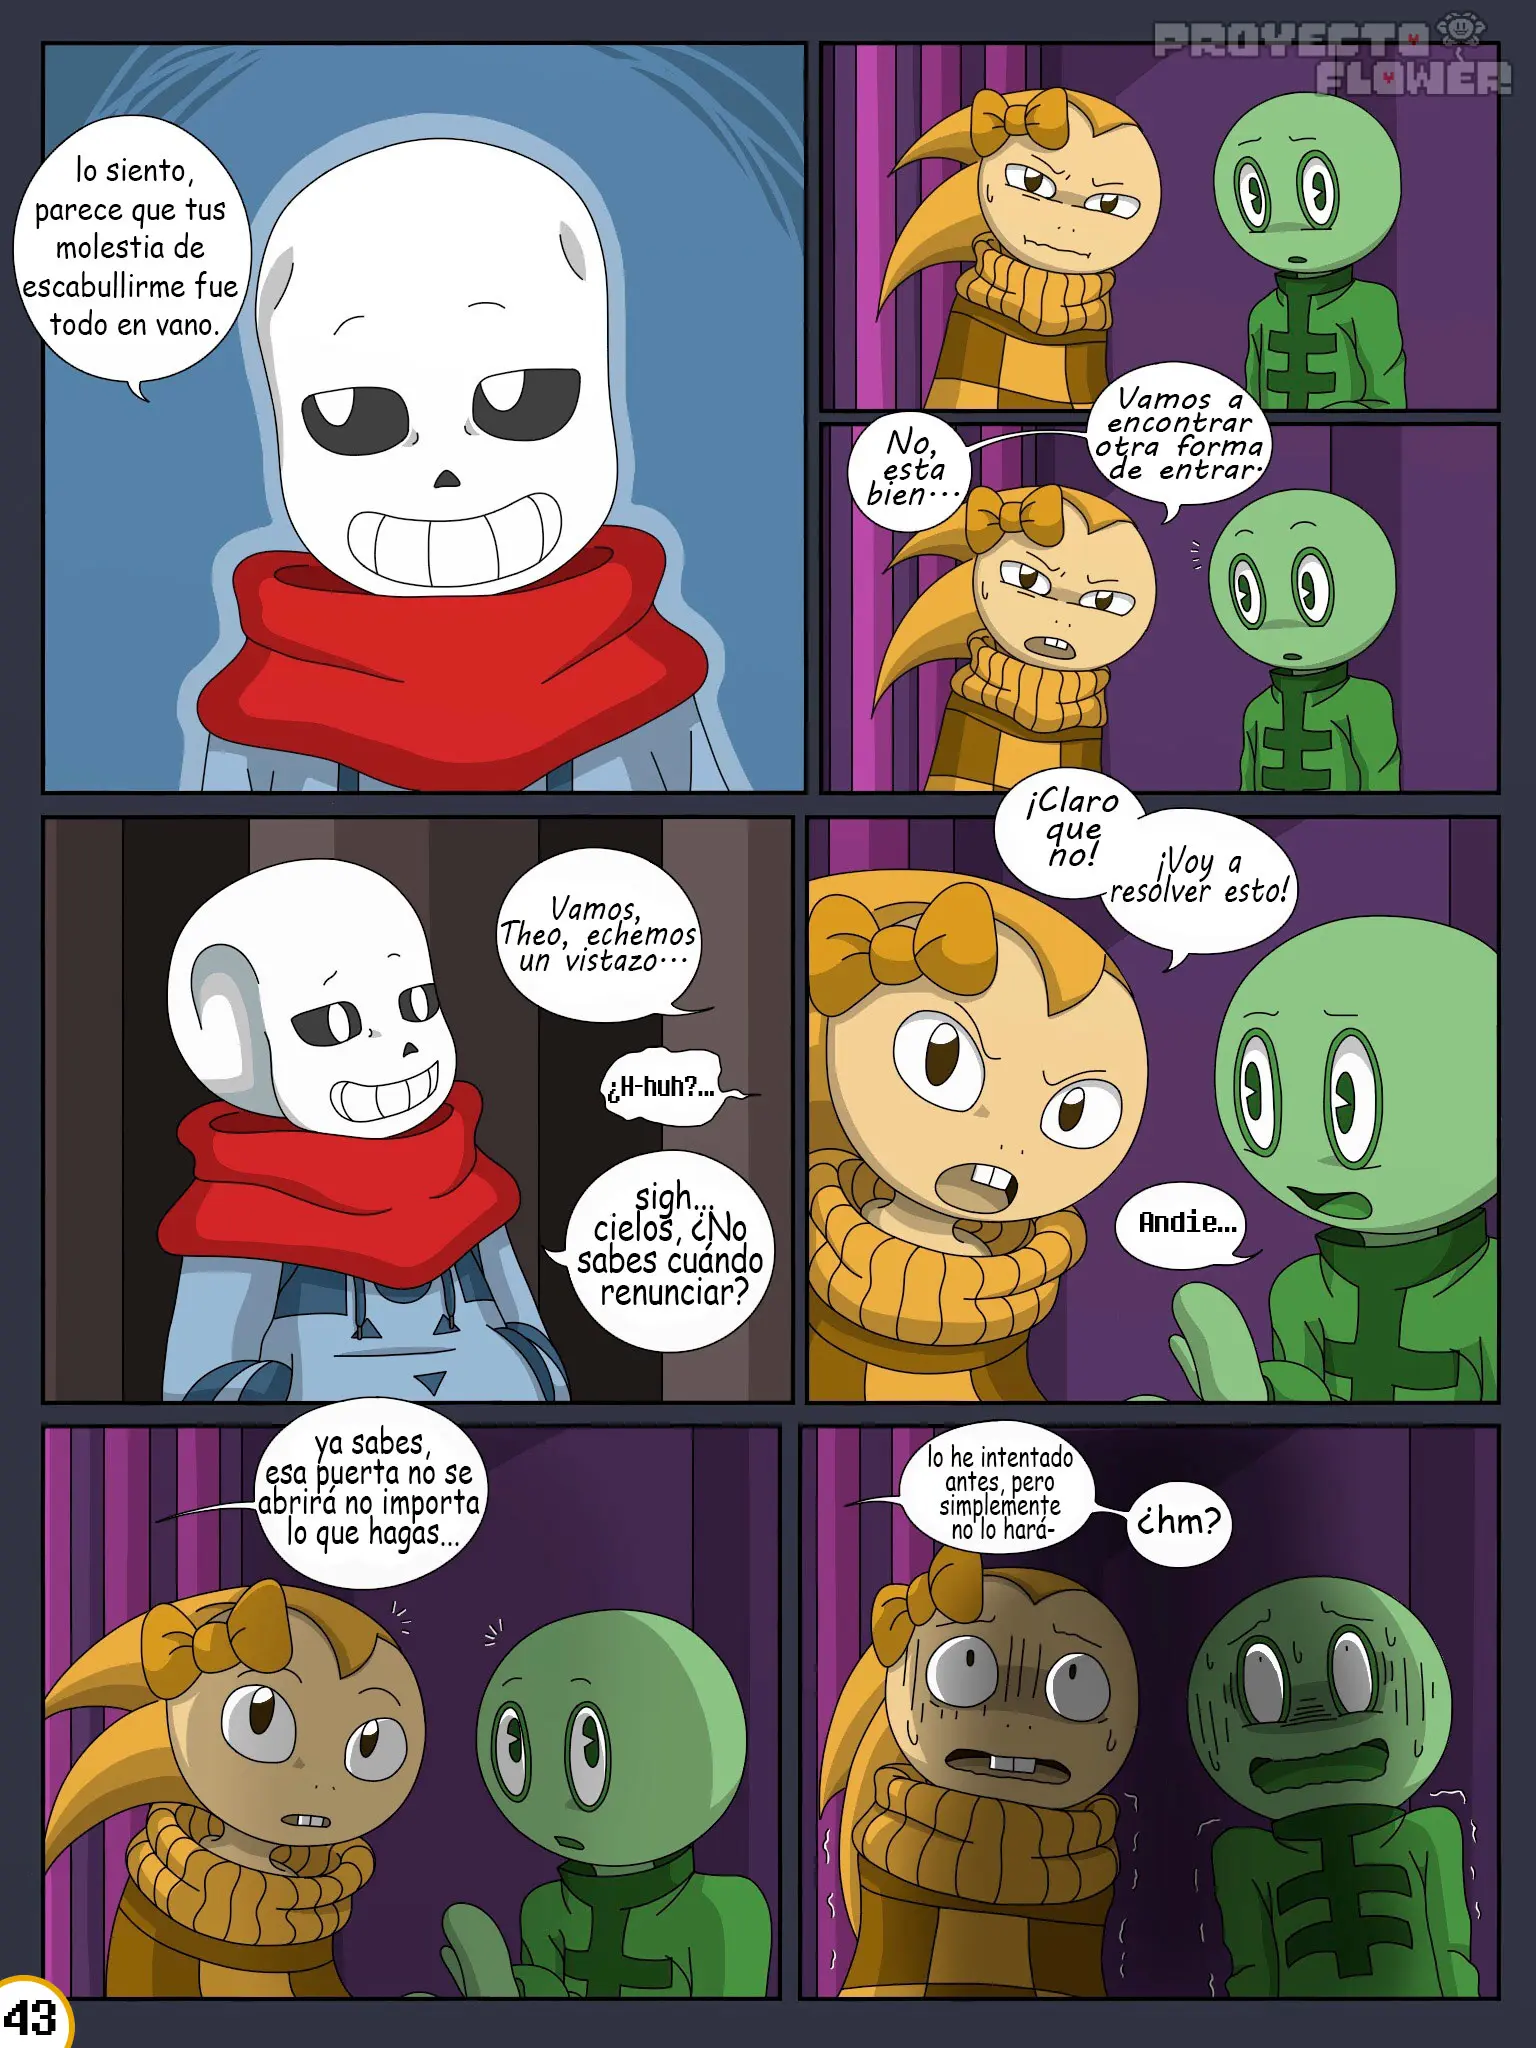 PROYECTO
FLOWER
lo siento,
parece que tus
molestia de
escabullirme fue
todo en vano.
No,
esta
bien...
Vamos a
encontrar
otra forma
de entrar.
Vamos,
Theo, echemos
un vistazo...
¿H-huh?...
sigh...
cielos, ¿No
sabes cuándo
renunciar?
¡Claro
que
no!
¡Voy a
resolver esto!
Andie...
ya sabes,
esa puerta no se
abrirá no importa
lo que hagas...
lo he intentado
antes, pero
simplemente
no lo hará-
¿hm?
43